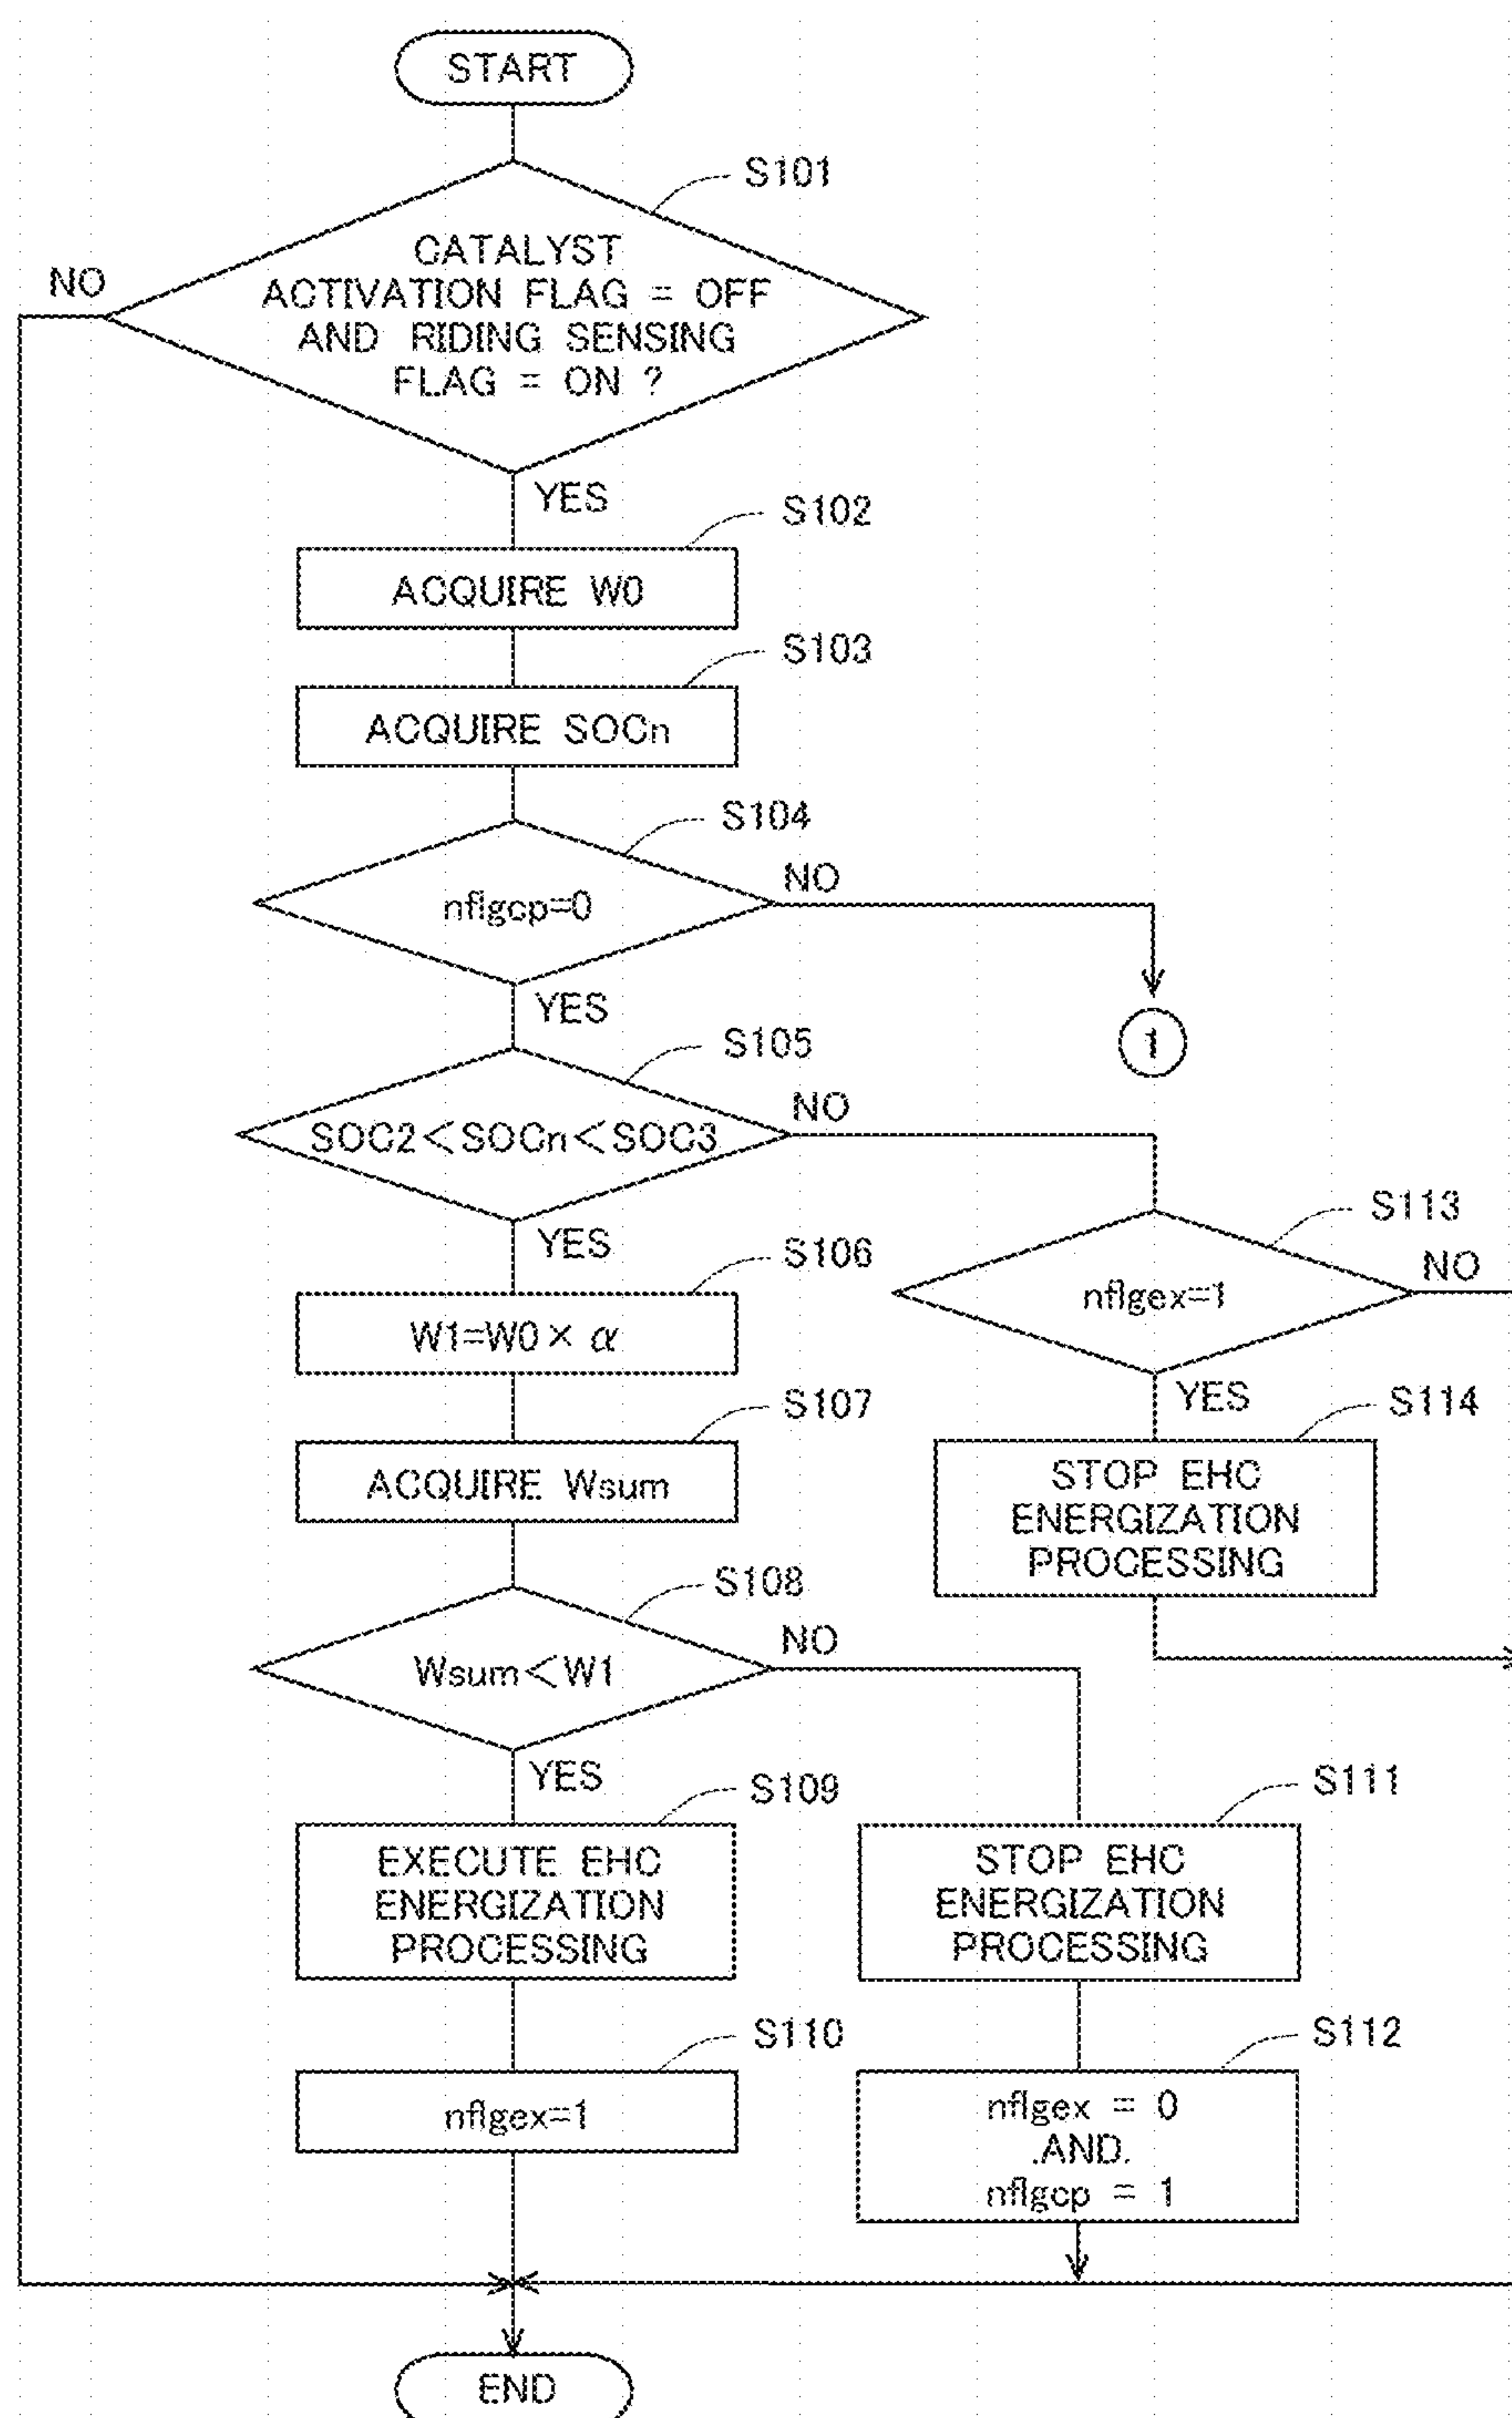 START
S101
CATALYST
ACTIVATION FLAG = OFF
AND RIDING SENSING
FLAG = ON ?
NO
YES
S102
ACQUIRE W0
S103
ACQUIRE SOCn
S104
nflgcp=0
NO
YES
1
S105
SOC2<SOCn<SOC3
NO
YES
S113
nflgex=1
NO
YES
S106
W1=W0× α
S107
ACQUIRE Wsum
S114
STOP EHC
ENERGIZATION
PROCESSING
S108
Wsum<W1
NO
YES
S109
EXECUTE EHC
ENERGIZATION
PROCESSING
S111
STOP EHC
ENERGIZATION
PROCESSING
S110
nflgex=1
S112
nflgex = 0
.AND.
nflgcp = 1
END